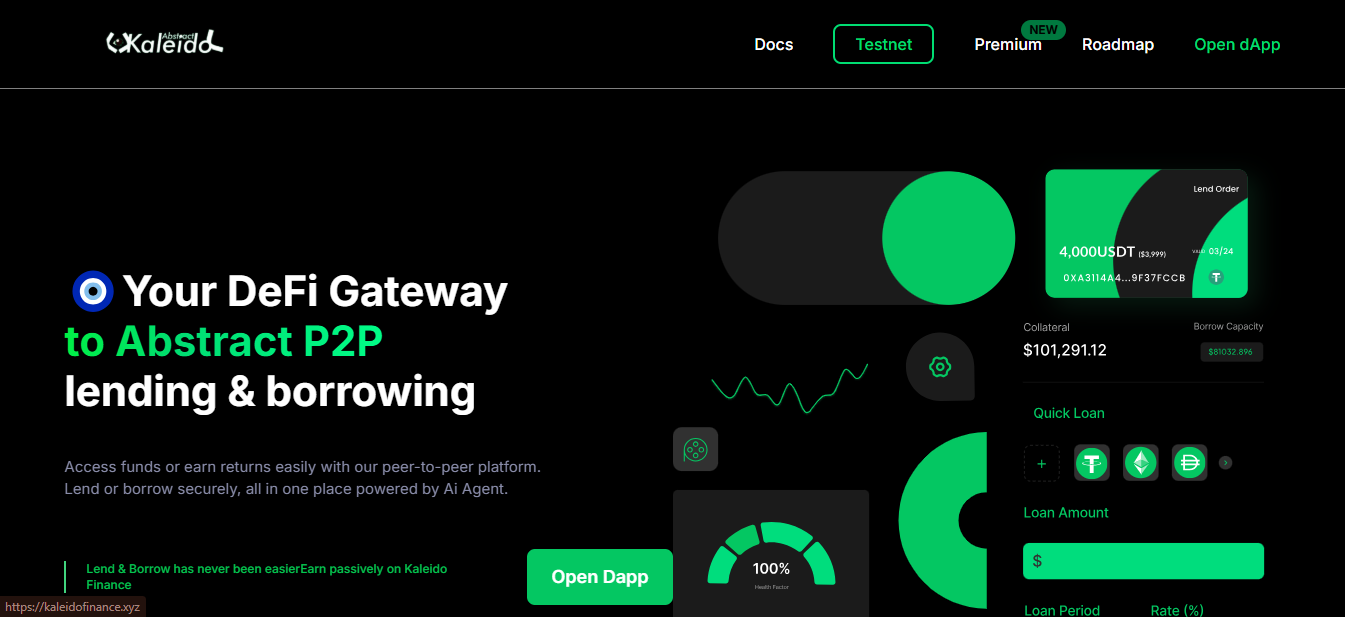 Abstract
Kaleido
Docs
Testnet
Premium
NEW
Roadmap
Open dApp
Your DeFi Gateway
to Abstract P2P
lending & borrowing
Access funds or earn returns easily with our peer-to-peer platform.
Lend or borrow securely, all in one place powered by Ai Agent.
Lend & Borrow has never been easierEarn passively on Kaleido
Finance
Open Dapp
https://kaleidofinance.xyz
100%
Health Factor
Lend Order
4,000USDT ($3,999)
VALID 03/24
0XA3114A4...9F37FCCB
Collateral
Borrow Capacity
$101,291.12
$81032.896
Quick Loan
Loan Amount
$
Loan Period
Rate (%)